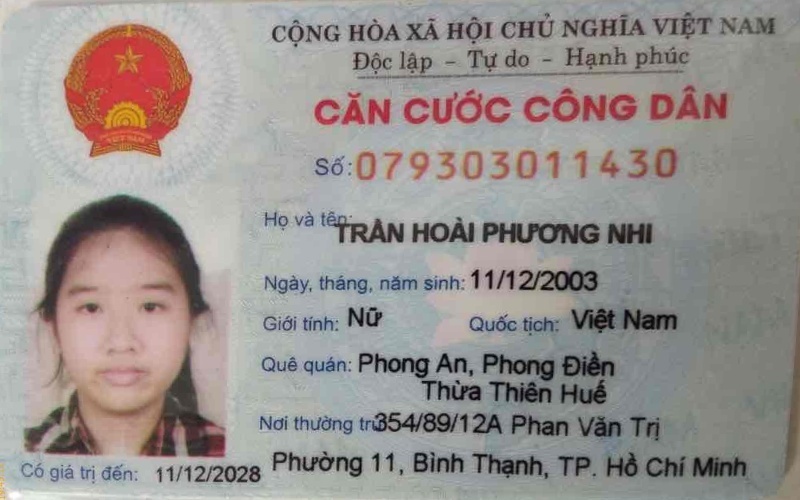 CỘNG HÒA XÃ HỘI CHỦ NGHĨA VIỆT NAM
Độc lập - Tự do - Hạnh phúc
CĂN CƯỚC CÔNG DÂN
Số: 079303011430
Họ và tên: TRẦN HOÀI PHƯƠNG NHI
Ngày, tháng, năm sinh: 11/12/2003
Giới tính: Nữ Quốc tịch: Việt Nam
Quê quán: Phong An, Phong Điền
Thừa Thiên Huế
Nơi thường trú: 354/89/12A Phan Văn Trị
Phường 11, Bình Thạnh, TP. Hồ Chí Minh
Có giá trị đến: 11/12/2028